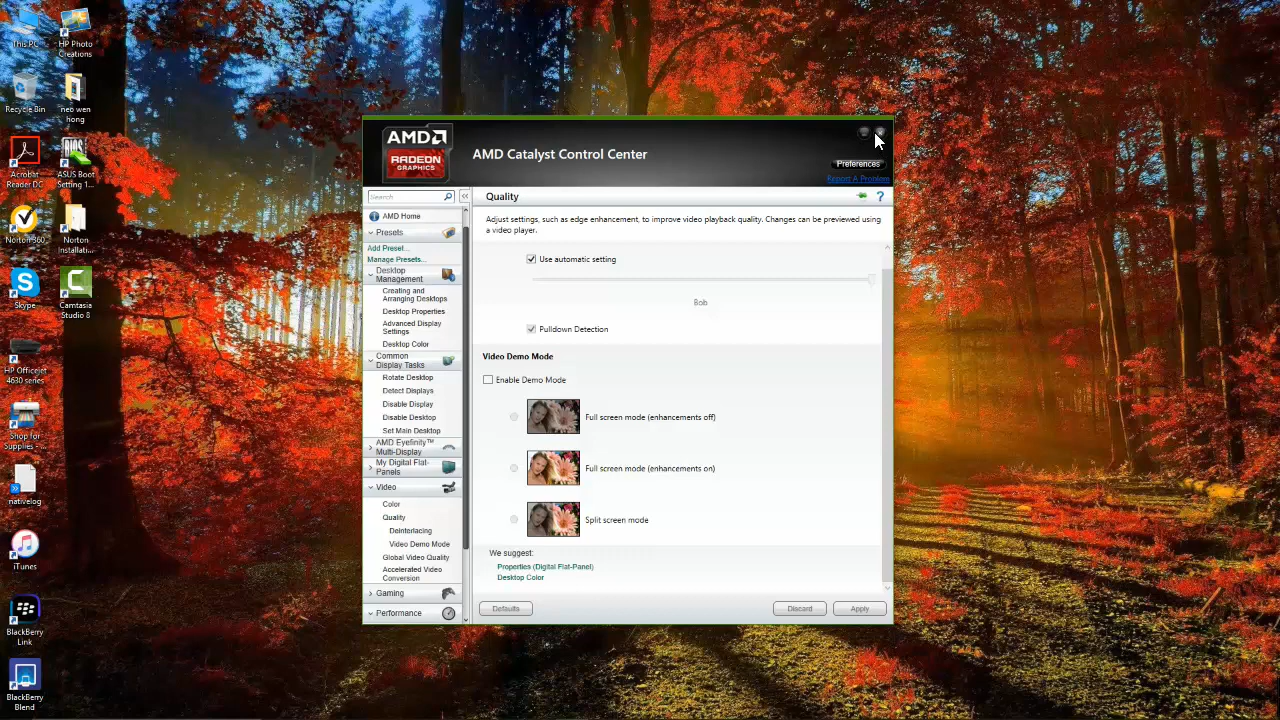 This PC
HP Photo
Creations
Recycle Bin
neo wen
hong
Acrobat
Reader DC
ASUS Boot
Setting 1...
Norton 360
Norton
Installati...
Skype
Camtasia
Studio 8
HP Officejet
4630 series
Shop for
Supplies - ...
nativelog
iTunes
BlackBerry
Link
BlackBerry
Blend
AMD
RADEON
GRAPHICS
AMD Catalyst Control Center
Preferences
Report A Problem
Search
AMD Home
Presets
Add Preset...
Manage Presets...
Desktop
Management
Creating and
Arranging Desktops
Desktop Properties
Advanced Display
Settings
Desktop Color
Common
Display Tasks
Rotate Desktop
Detect Displays
Disable Display
Disable Desktop
Set Main Desktop
AMD Eyefinity™
Multi-Display
My Digital Flat-
Panels
Video
Color
Quality
Deinterlacing
Video Demo Mode
Global Video Quality
Accelerated Video
Conversion
Gaming
Performance
Quality
Adjust settings, such as edge enhancement, to improve video playback quality. Changes can be previewed using
a video player.
Use automatic setting
Bob
Pulldown Detection
Video Demo Mode
Enable Demo Mode
Full screen mode (enhancements off)
Full screen mode (enhancements on)
Split screen mode
We suggest:
Properties (Digital Flat-Panel)
Desktop Color
Defaults
Discard
Apply